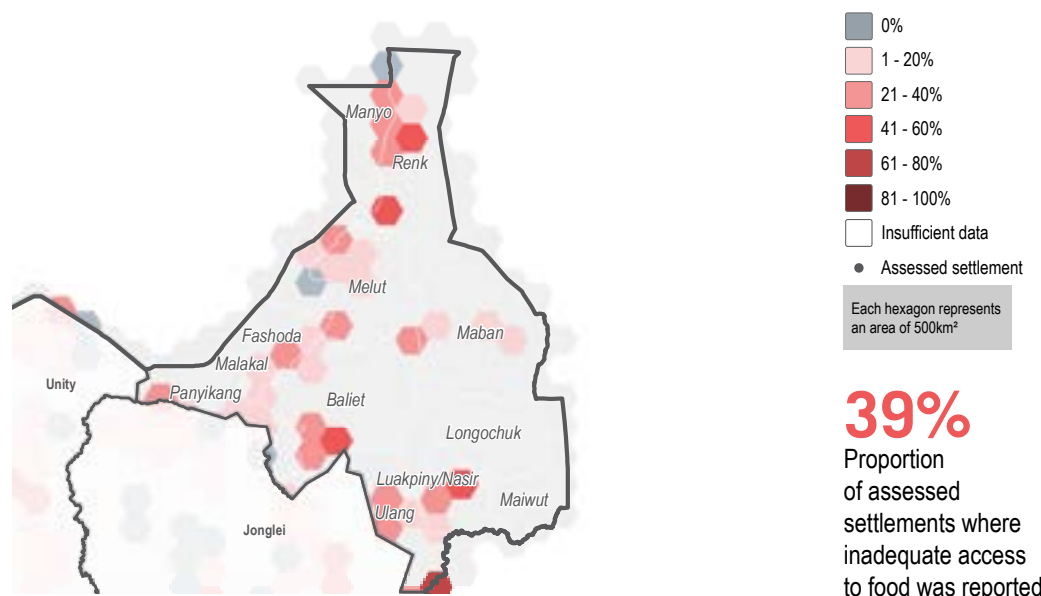 Manyo
Renk
Melut
Fashoda
Maban
Malakal
Unity
Panyikang
Baliet
Longochuk
Luakpiny/Nasir
Maiwut
Ulang
Jonglei
0%
1 - 20%
21 - 40%
41 - 60%
61 - 80%
81 - 100%
Insufficient data
Assessed settlement
Each hexagon represents
an area of 500km²
39%
Proportion
of assessed
settlements where
inadequate access
to food was reported